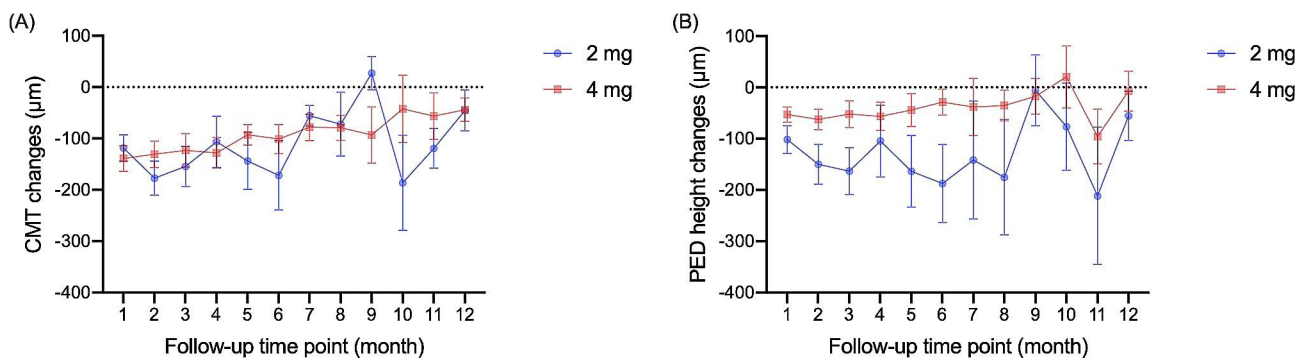 (A)
CMT changes (µm)
100
0
-100
-200
-300
-400
1 2 3 4 5 6 7 8 9 10 11 12
Follow-up time point (month)
2 mg
4 mg
(B)
PED height changes (µm)
100
0
-100
-200
-300
-400
1 2 3 4 5 6 7 8 9 10 11 12
Follow-up time point (month)
2 mg
4 mg